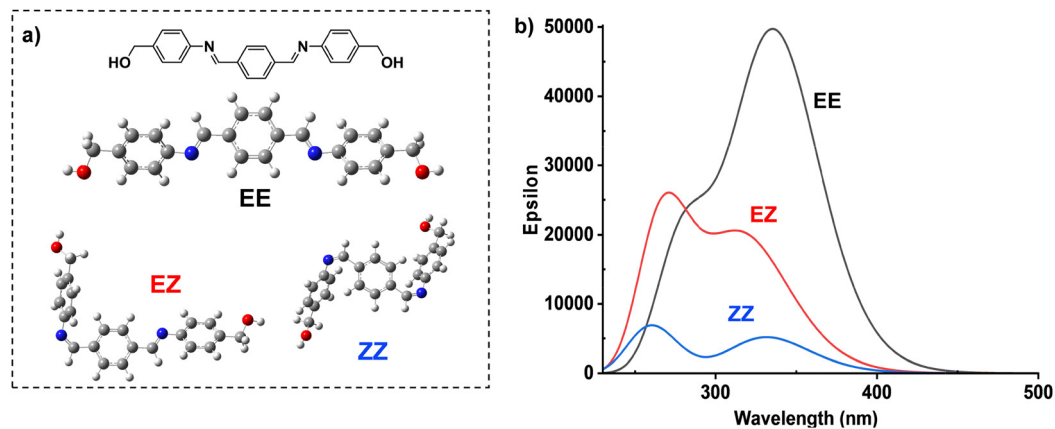 a)
N
N
HO
OH
EE
EZ
ZZ
b)
50000
40000
30000
20000
10000
0
Epsilon
EE
EZ
ZZ
300
400
500
Wavelength (nm)